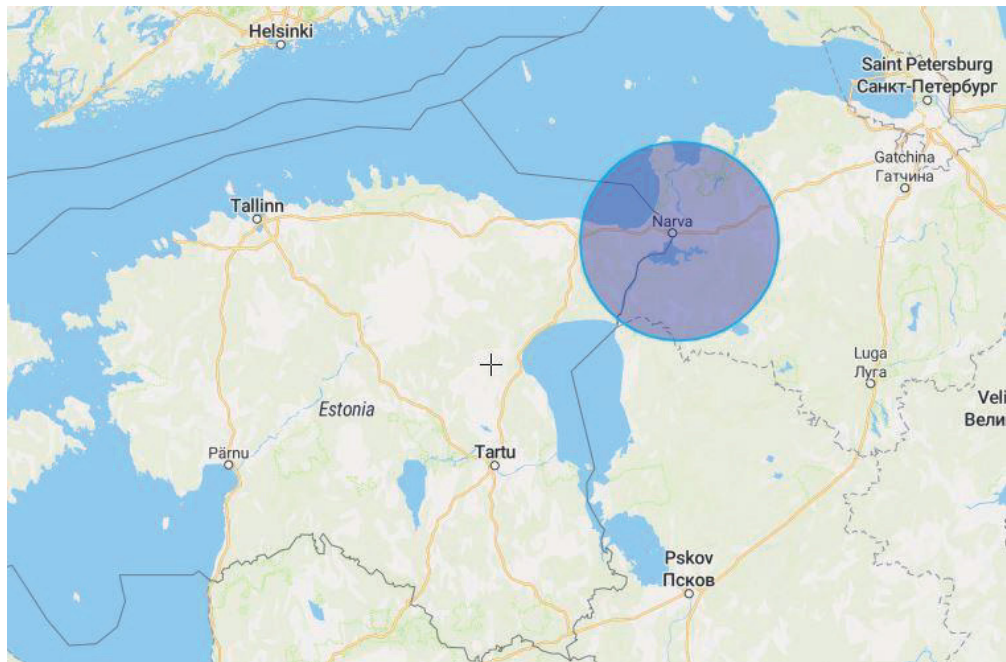 Helsinki
Saint Petersburg
Санкт-Петербург
Gatchina
Гатчина
Tallinn
Narva
Luga
Луга
Veli
Вели
Estonia
Pärnu
Tartu
Pskov
Псков